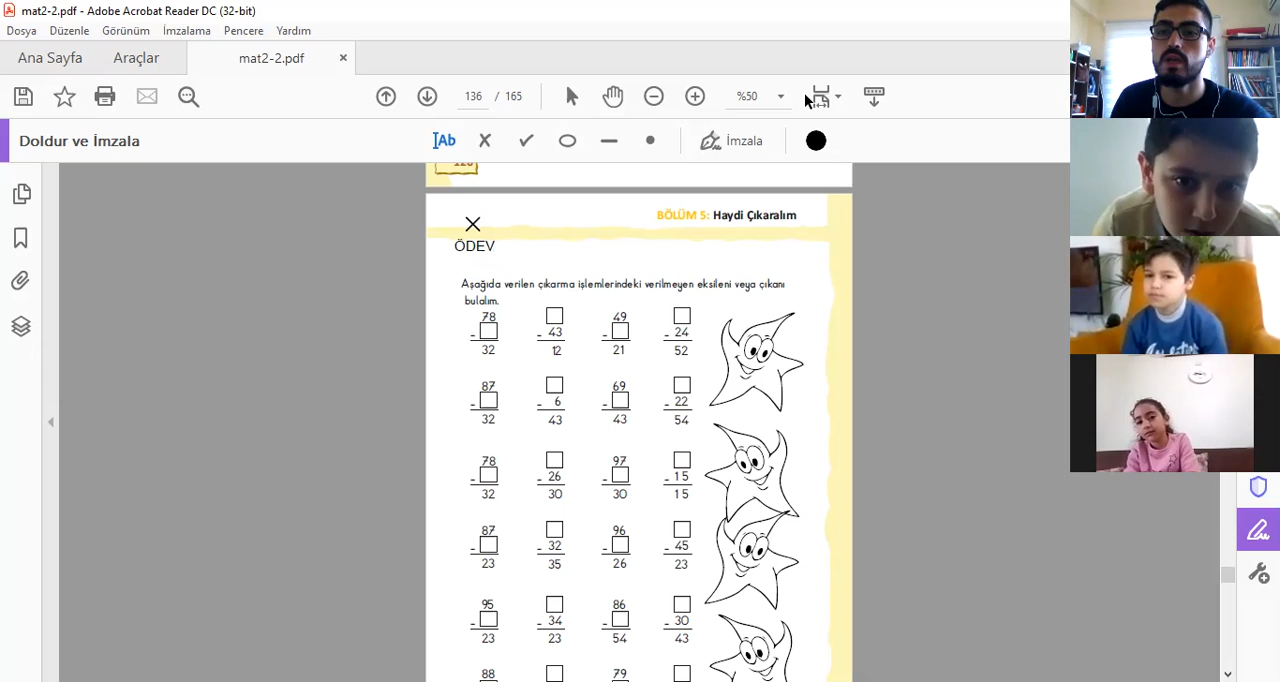 mat2-2.pdf - Adobe Acrobat Reader DC (32-bit)
Dosya Düzenle Görünüm İmzalama Pencere Yardım
Ana Sayfa Araçlar mat2-2.pdf ×
136 / 165 %50
Doldur ve İmzala Ab İmzala
BÖLÜM 5: Haydi Çıkaralım
ÖDEV
Aşağıda verilen çıkarma işlemlerindeki verilmeyen eksileni veya çıkanı
bulalım.
78 49
- - 43 - - 24
32 12 21 52
87 69
- - 6 - - 22
32 43 43 54
78 97
- - 26 - - 15
32 30 30 15
87 96
- - 32 - - 45
23 35 26 23
95 86
- - 34 - - 30
23 23 54 43
88 79